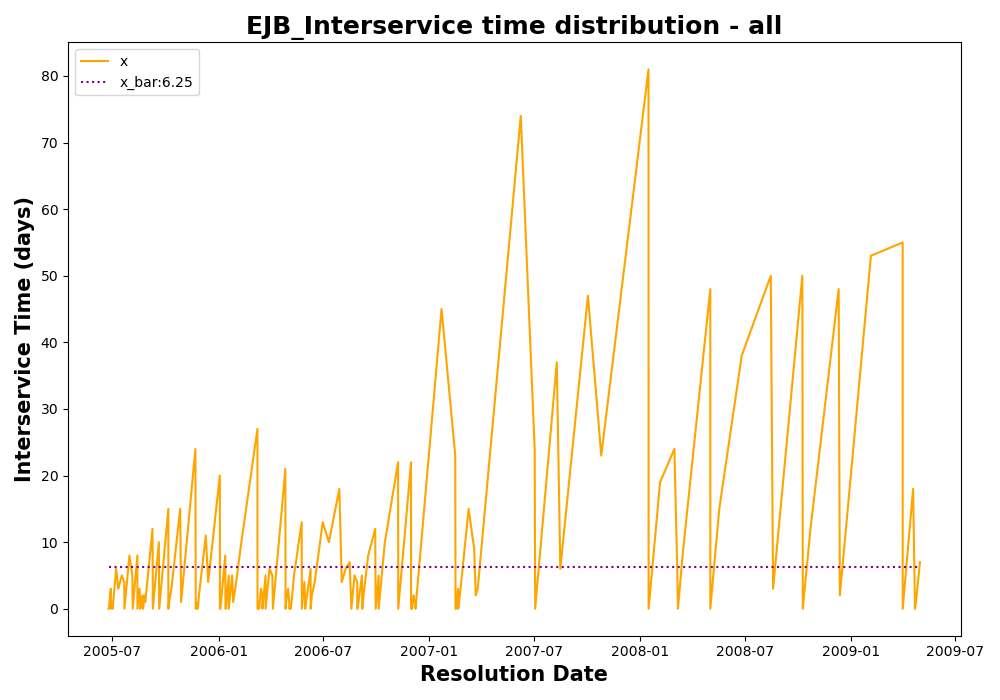 EJB_Interservice time distribution - all
x
x_bar:6.25
80
70
60
50
40
30
20
10
0
Interservice Time (days)
2005-07 2006-01 2006-07 2007-01 2007-07 2008-01 2008-07 2009-01 2009-07
Resolution Date